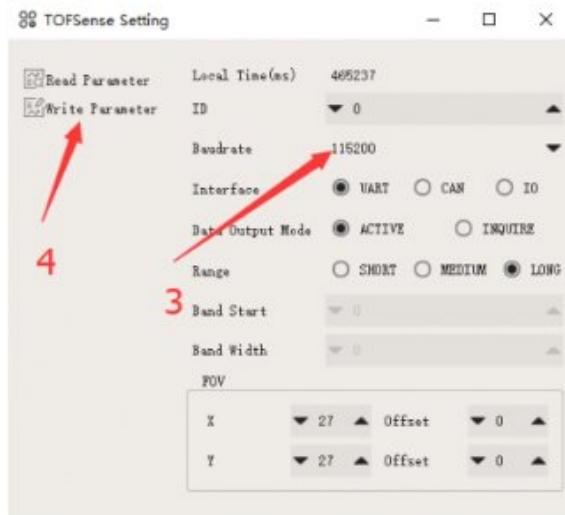 TOFSense Setting
Read Parameter
Write Parameter
Local Time(ms) 465237
ID 0
Baudrate 115200
Interface UART CAN IO
Data Output Mode ACTIVE INQUIRE
Range SHORT MEDIUM LONG
Band Start 0
Band Width 0
FOV
X 27 Offset 0
Y 27 Offset 0
4
3